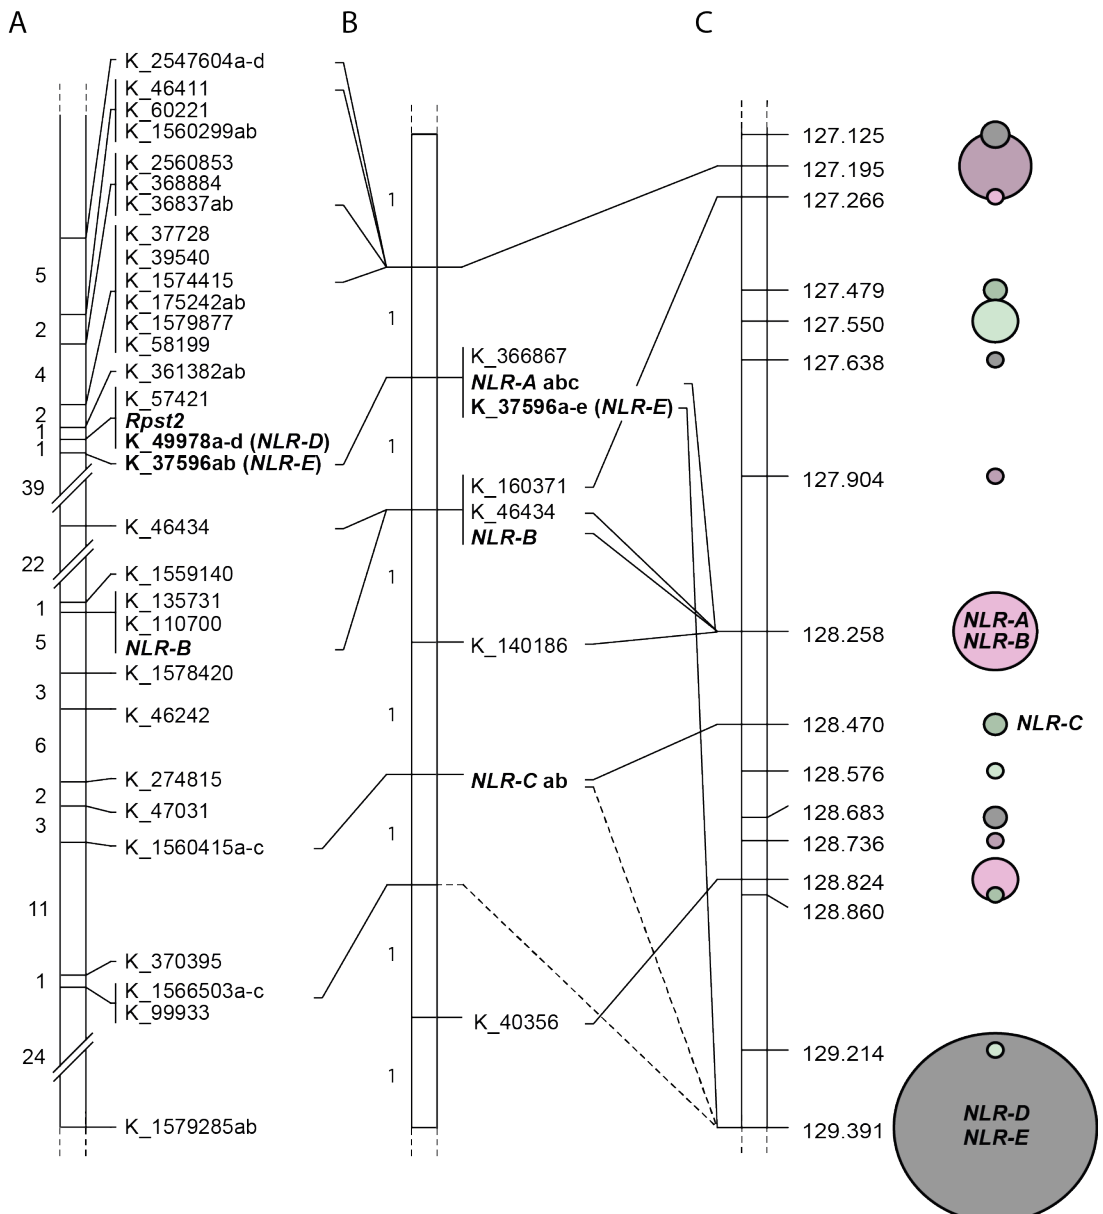 A
B
C
K_2547604a-d
K_46411
K_60221
K_1560299ab
K_2560853
K_368884
K_36837ab
K_37728
K_39540
K_1574415
K_175242ab
K_1579877
K_58199
K_361382ab
K_57421
Rpst2
K_49978a-d (NLR-D)
K_37596ab (NLR-E)
K_46434
K_1559140
K_135731
K_110700
NLR-B
K_1578420
K_46242
K_274815
K_47031
K_1560415a-c
K_370395
K_1566503a-c
K_99933
K_1579285ab
5
2
4
2
1
1
39
22
1
5
3
6
2
3
11
1
24
1
1
1
1
1
1
1
1
K_366867
NLR-A abc
K_37596a-e (NLR-E)
K_160371
K_46434
NLR-B
K_140186
NLR-C ab
K_40356
127.125
127.195
127.266
127.479
127.550
127.638
127.904
128.258
128.470
128.576
128.683
128.736
128.824
128.860
129.214
129.391
NLR-A
NLR-B
NLR-C
NLR-D
NLR-E